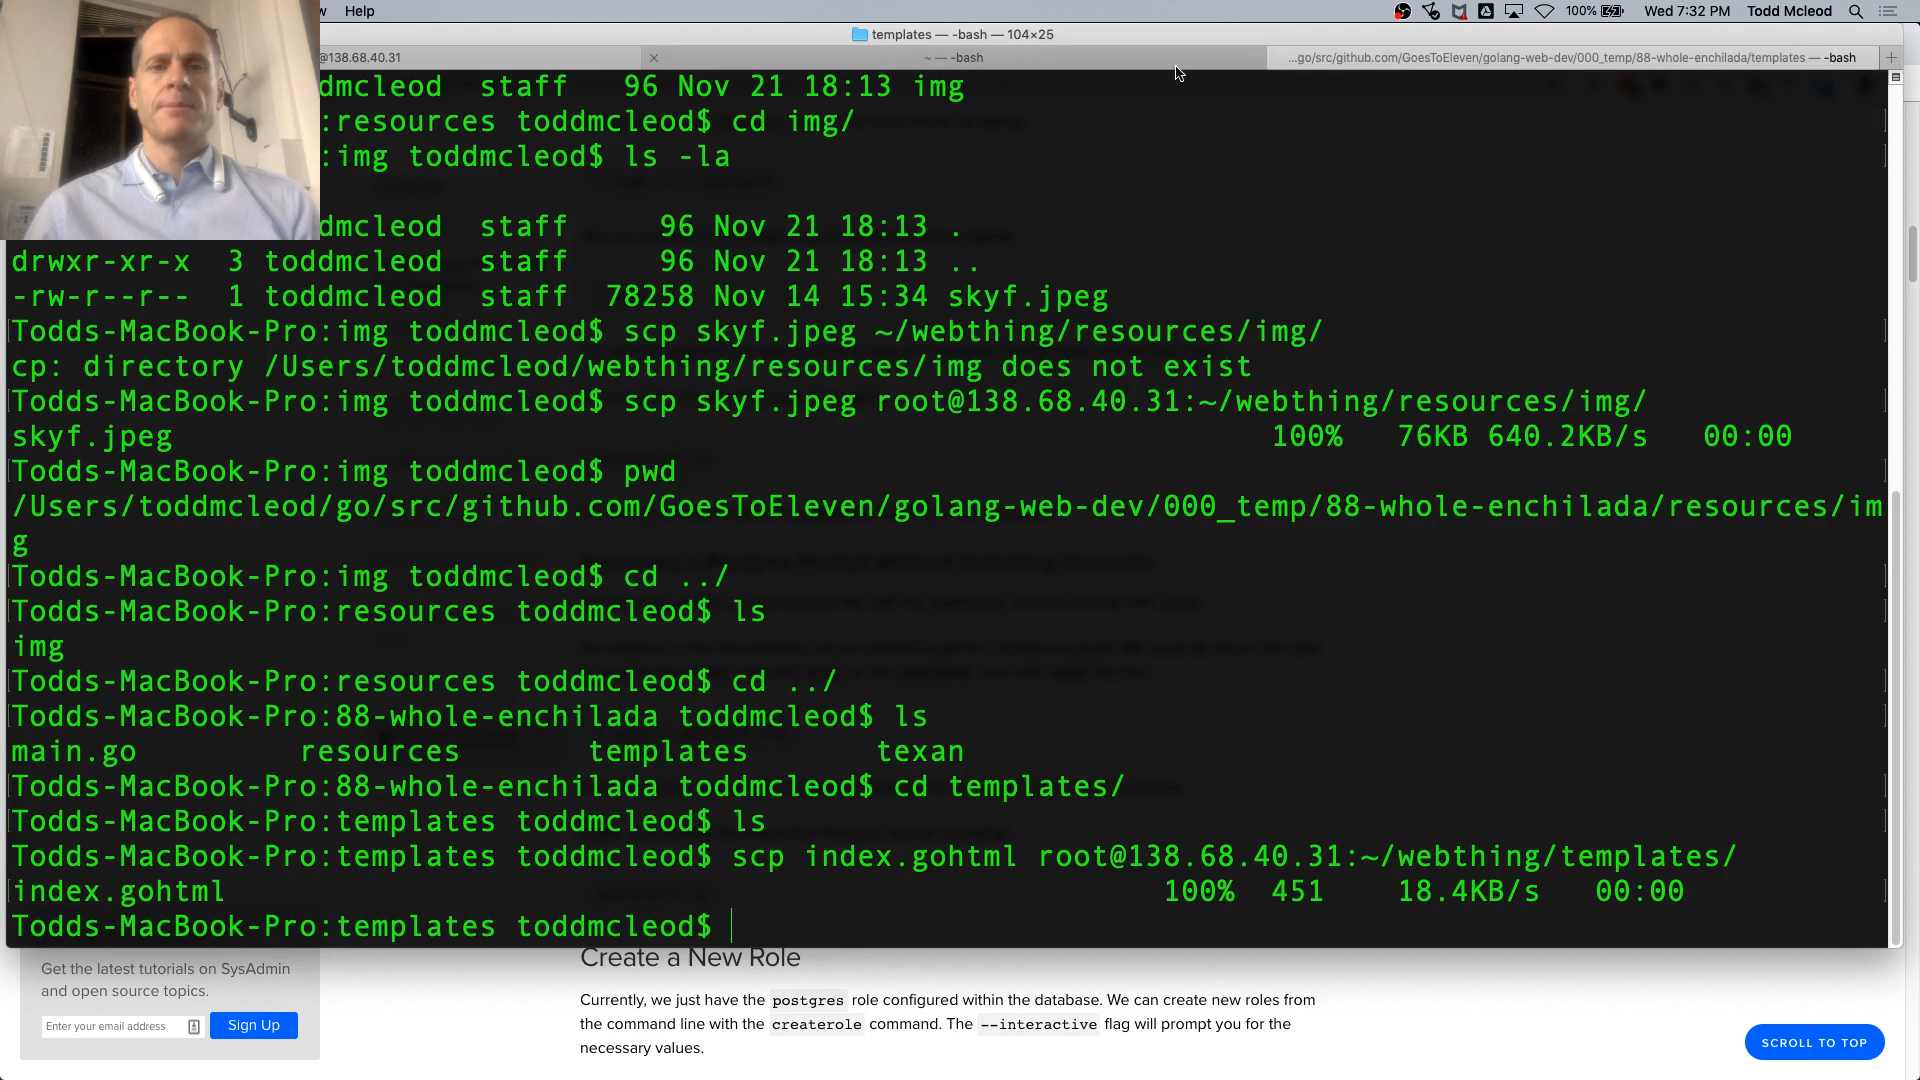 w Help 100% Wed 7:32 PM Todd Mcleod
templates — -bash — 104×25
@138.68.40.31 ~ — -bash ...go/src/github.com/GoesToEleven/golang-web-dev/000_temp/88-whole-enchilada/templates — -bash
dmcleod staff 96 Nov 21 18:13 img
:resources toddmcleod$ cd img/
:img toddmcleod$ ls -la
dmcleod staff 96 Nov 21 18:13 .
drwxr-xr-x 3 toddmcleod staff 96 Nov 21 18:13 ..
-rw-r--r-- 1 toddmcleod staff 78258 Nov 14 15:34 skyf.jpeg
Todds-MacBook-Pro:img toddmcleod$ scp skyf.jpeg ~/webthing/resources/img/
cp: directory /Users/toddmcleod/webthing/resources/img does not exist
Todds-MacBook-Pro:img toddmcleod$ scp skyf.jpeg root@138.68.40.31:~/webthing/resources/img/
skyf.jpeg 100% 76KB 640.2KB/s 00:00
Todds-MacBook-Pro:img toddmcleod$ pwd
/Users/toddmcleod/go/src/github.com/GoesToEleven/golang-web-dev/000_temp/88-whole-enchilada/resources/im
g
Todds-MacBook-Pro:img toddmcleod$ cd ../
Todds-MacBook-Pro:resources toddmcleod$ ls
img
Todds-MacBook-Pro:resources toddmcleod$ cd ../
Todds-MacBook-Pro:88-whole-enchilada toddmcleod$ ls
main.go resources templates texan
Todds-MacBook-Pro:88-whole-enchilada toddmcleod$ cd templates/
Todds-MacBook-Pro:templates toddmcleod$ ls
Todds-MacBook-Pro:templates toddmcleod$ scp index.gohtml root@138.68.40.31:~/webthing/templates/
index.gohtml 100% 451 18.4KB/s 00:00
Todds-MacBook-Pro:templates toddmcleod$
Get the latest tutorials on SysAdmin
and open source topics.
Enter your email address Sign Up
Create a New Role
Currently, we just have the postgres role configured within the database. We can create new roles from
the command line with the createrole command. The --interactive flag will prompt you for the
necessary values.
SCROLL TO TOP